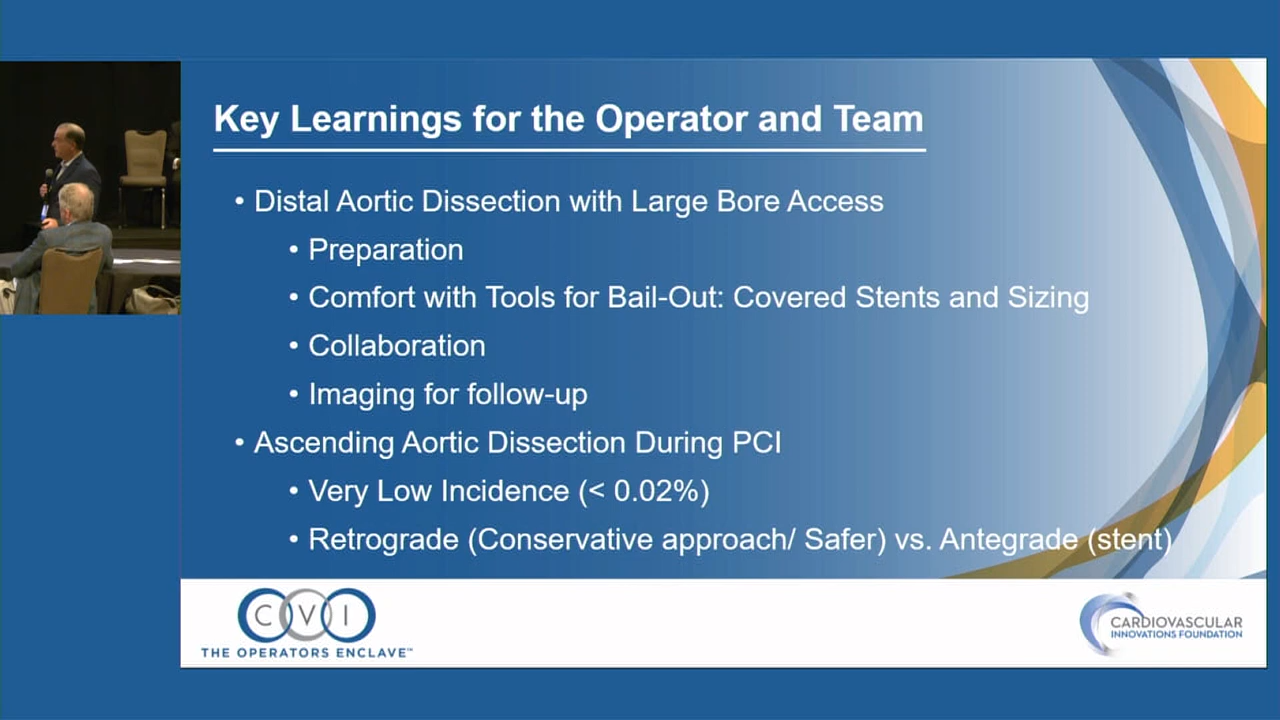 Key Learnings for the Operator and Team
• Distal Aortic Dissection with Large Bore Access
• Preparation
• Comfort with Tools for Bail-Out: Covered Stents and Sizing
• Collaboration
• Imaging for follow-up
• Ascending Aortic Dissection During PCI
• Very Low Incidence (< 0.02%)
• Retrograde (Conservative approach/ Safer) vs. Antegrade (stent)
CVI
THE OPERATORS ENCLAVE™
CARDIOVASCULAR
INNOVATIONS FOUNDATION